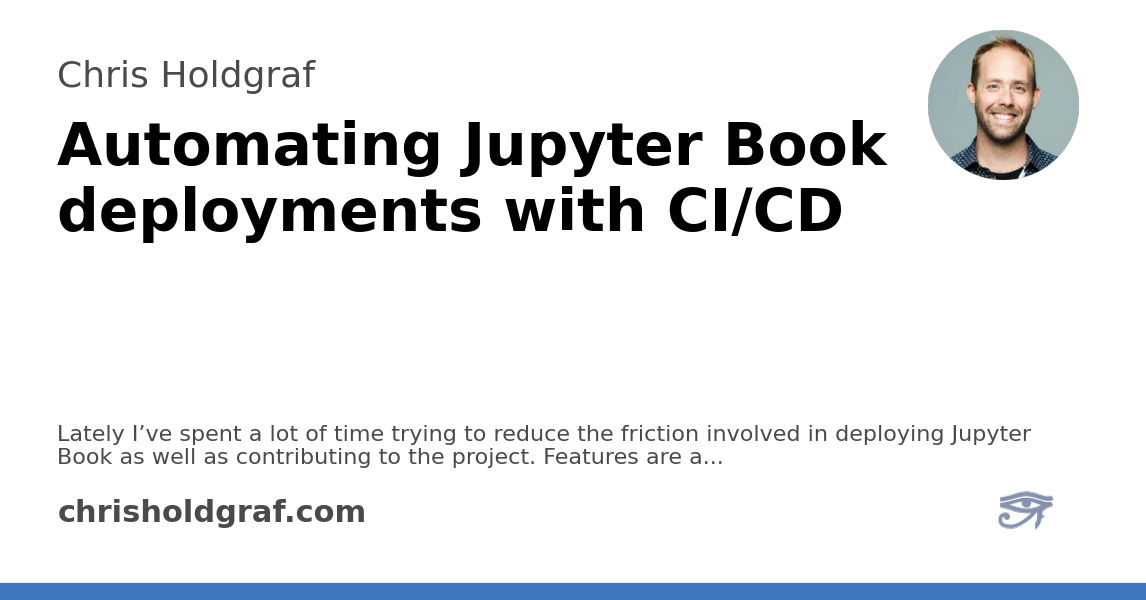 Chris Holdgraf
Automating Jupyter Book
deployments with CI/CD
Lately I’ve spent a lot of time trying to reduce the friction involved in deploying Jupyter
Book as well as contributing to the project. Features are a...
chrisholdgraf.com